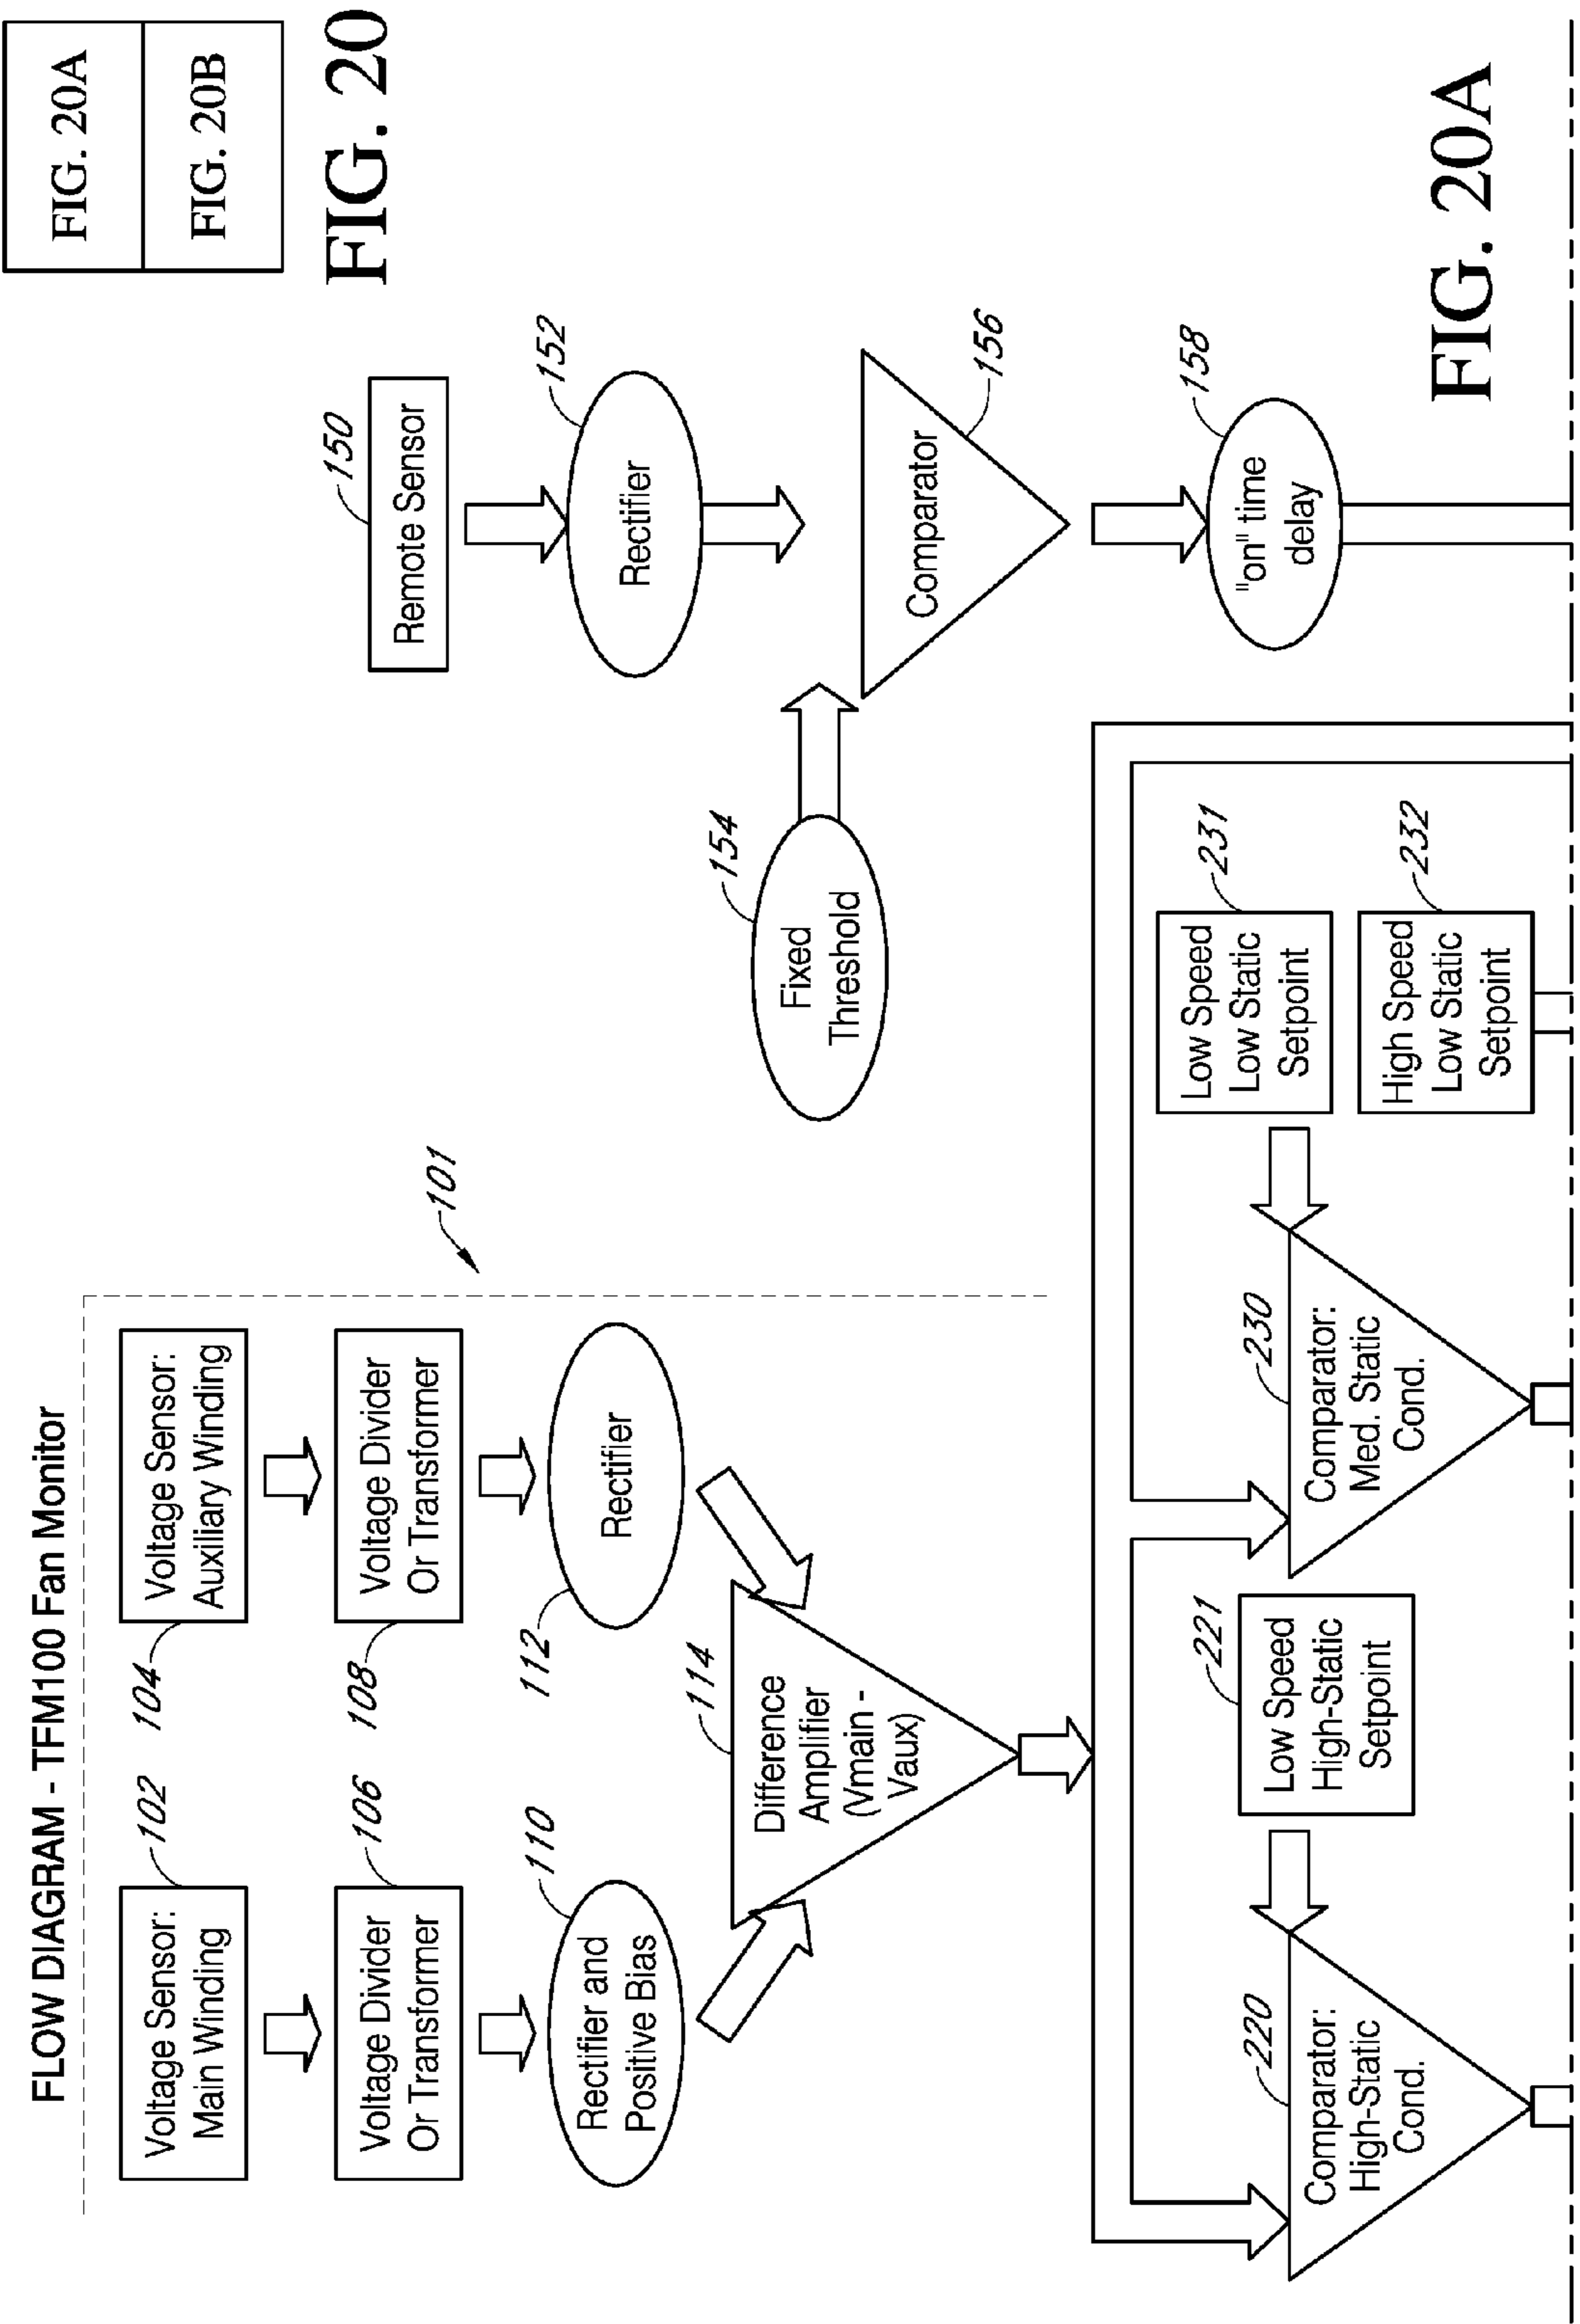 FLOW DIAGRAM - TFM100 Fan Monitor
FIG. 20A
FIG. 20B
FIG. 20
102
Voltage Sensor:
Main Winding
104
Voltage Sensor:
Auxiliary Winding
101
106
Voltage Divider
Or Transformer
108
Voltage Divider
Or Transformer
110
Rectifier and
Positive Bias
112
Rectifier
114
Difference
Amplifier
(Vmain -
Vaux)
150
Remote Sensor
152
Rectifier
154
Fixed
Threshold
156
Comparator
158
"on" time
delay
220
Comparator:
High-Static
Cond.
221
Low Speed
High-Static
Setpoint
230
Comparator:
Med. Static
Cond.
231
Low Speed
Low Static
Setpoint
232
High Speed
Low Static
Setpoint
FIG. 20A